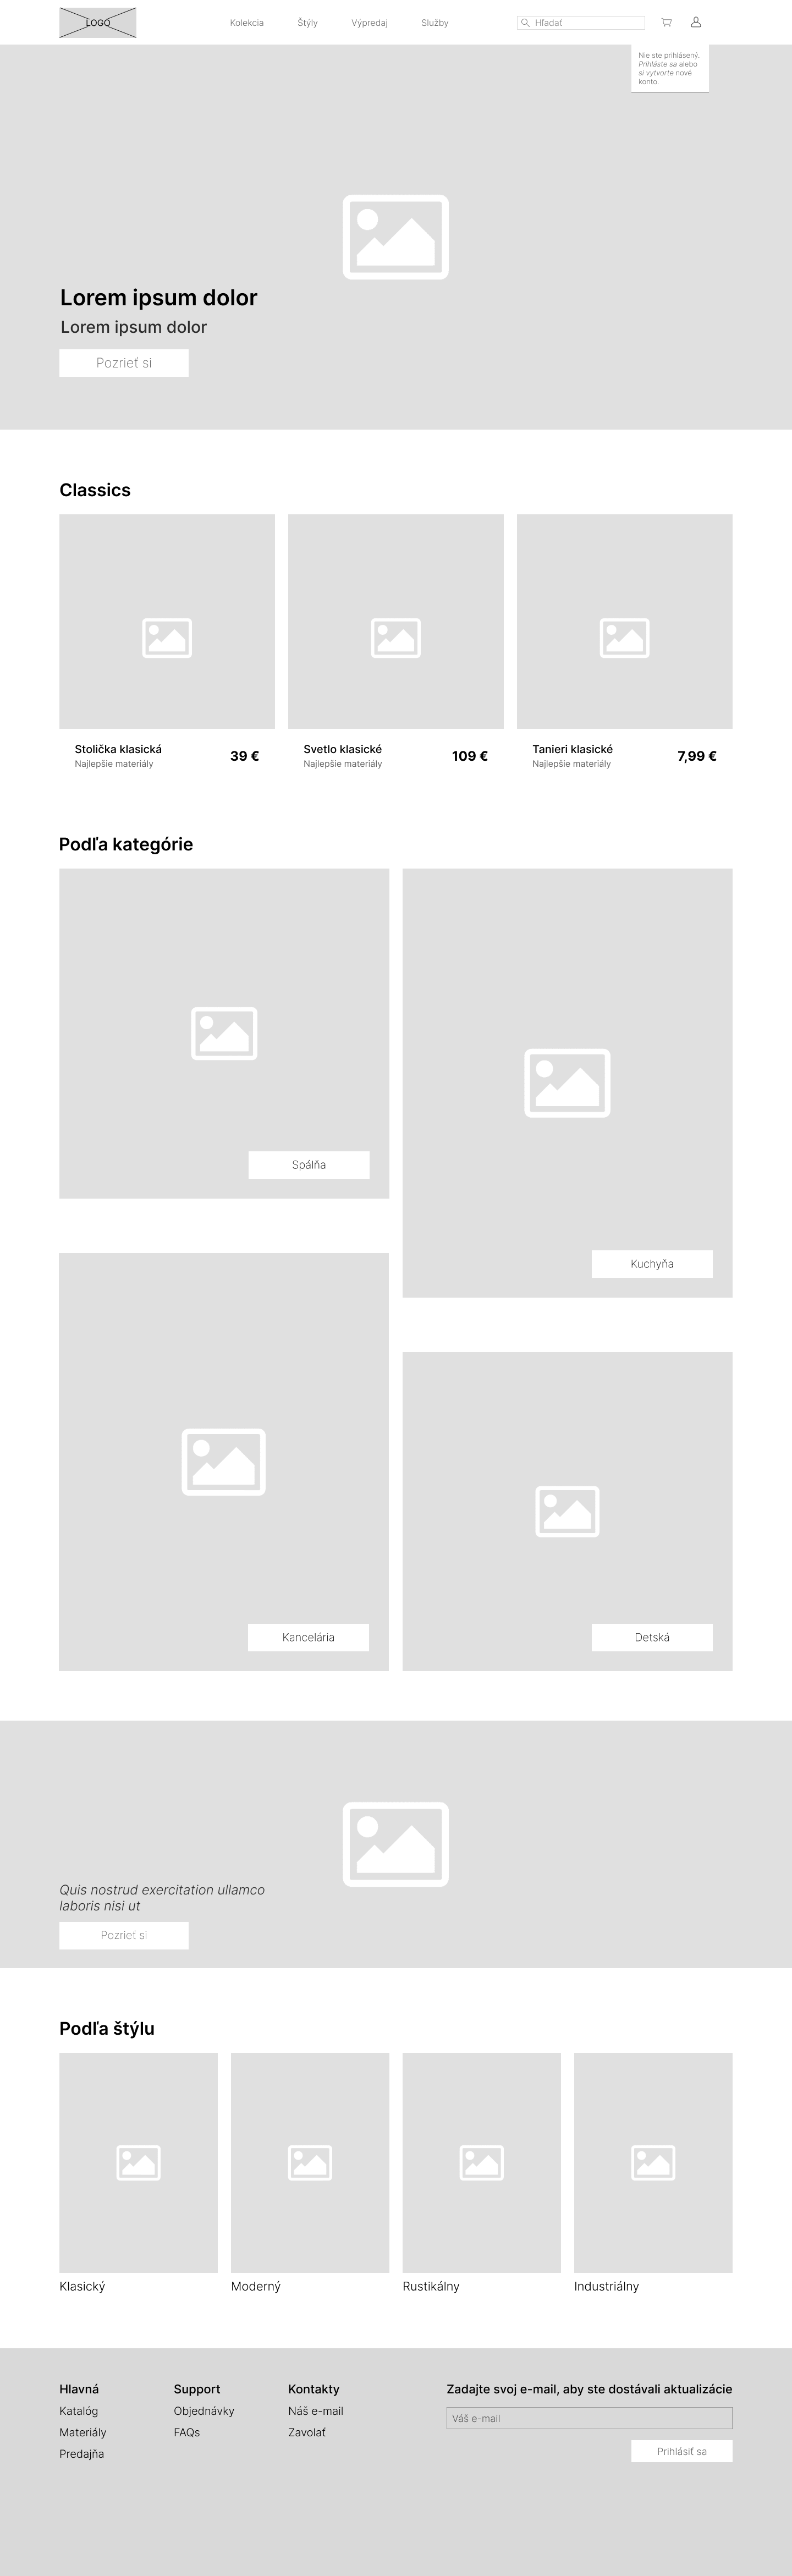 LOGO
Kolekcia
Štýly
Výpredaj
Služby
Hľadať
Nie ste prihlásený.
Prihláste sa alebo
si vytvorte nové
konto.
Lorem ipsum dolor
Lorem ipsum dolor
Pozrieť si
Classics
Stolička klasická
Najlepšie materiály
39 €
Svetlo klasické
Najlepšie materiály
109 €
Tanieri klasické
Najlepšie materiály
7,99 €
Podľa kategórie
Spálňa
Kuchyňa
Kancelária
Detská
Quis nostrud exercitation ullamco
laboris nisi ut
Pozrieť si
Podľa štýlu
Klasický
Moderný
Rustikálny
Industriálny
Hlavná
Katalóg
Materiály
Predajňa
Support
Objednávky
FAQs
Kontakty
Náš e-mail
Zavolať
Zadajte svoj e-mail, aby ste dostávali aktualizácie
Váš e-mail
Prihlásiť sa